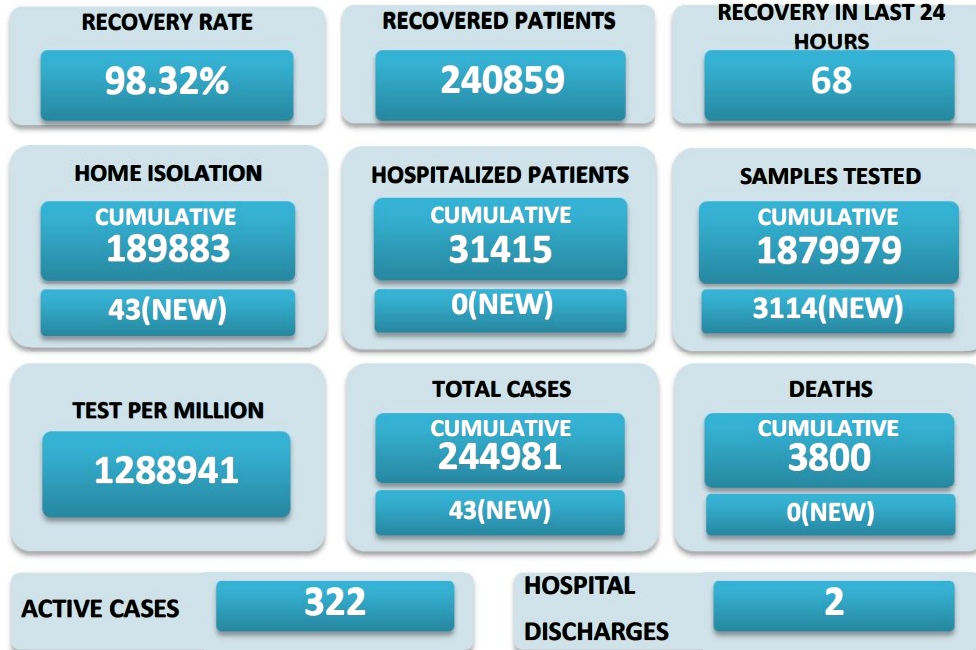 RECOVERY RATE
98.32%
RECOVERED PATIENTS
240859
RECOVERY IN LAST 24
HOURS
68
HOME ISOLATION
CUMULATIVE
189883
43(NEW)
HOSPITALIZED PATIENTS
CUMULATIVE
31415
0(NEW)
SAMPLES TESTED
CUMULATIVE
1879979
3114(NEW)
TEST PER MILLION
1288941
TOTAL CASES
CUMULATIVE
244981
43(NEW)
DEATHS
CUMULATIVE
3800
0(NEW)
ACTIVE CASES
322
HOSPITAL
DISCHARGES
2